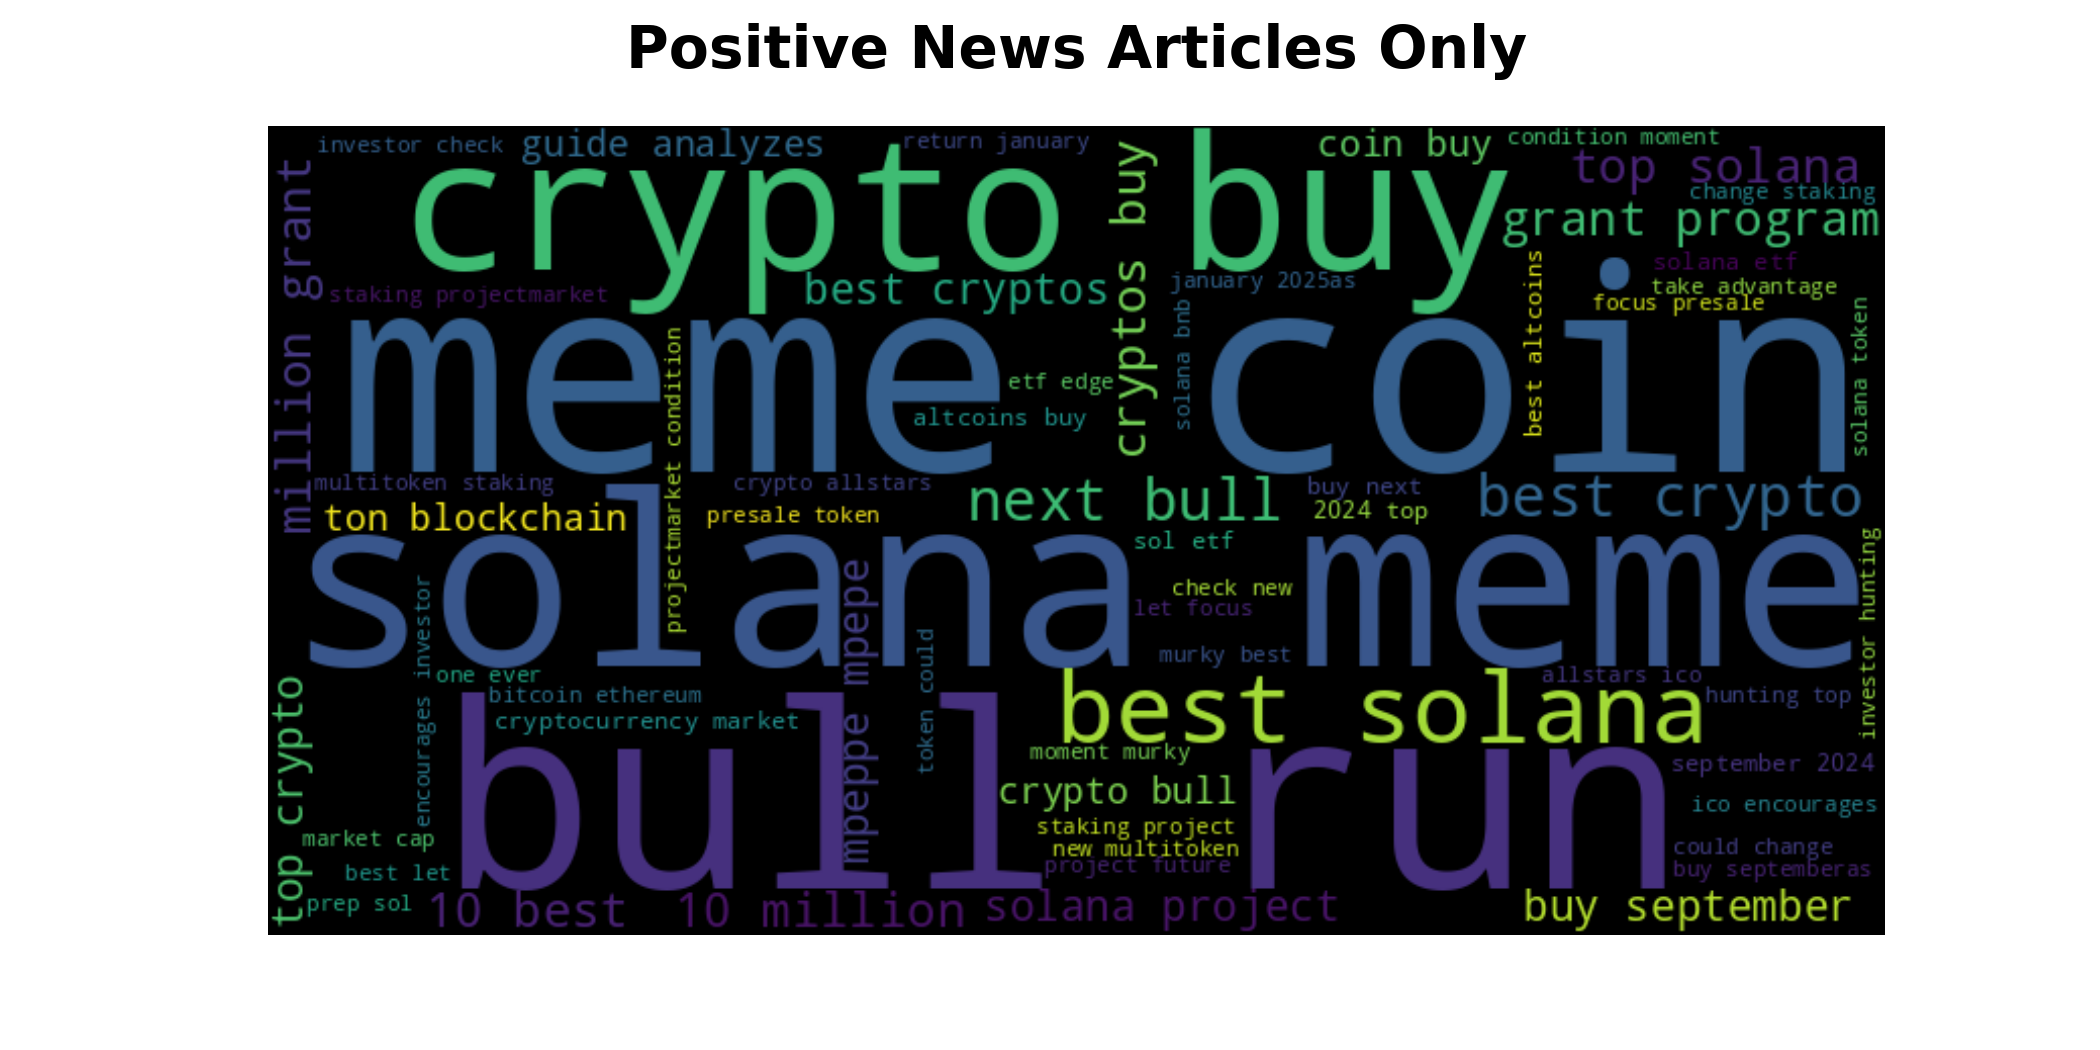 Positive News Articles Only
investor check
guide analyzes
return january
coin buy
condition moment
crypto buy
top solana
change staking
grant program
million grant
cryptos buy
staking projectmarket
best cryptos
january 2025as
solana etf
take advantage
focus presale
best altcoins
solana token
solana bnb
meme coin
etf edge
altcoins buy
projectmarket condition
multitoken staking
crypto allstars
next bull
buy next
best crypto
ton blockchain
presale token
2024 top
sol etf
solana meme
check new
let focus
murky best
investor hunting
encourages investor
mpeppe mpepe
token could
one ever
bitcoin ethereum
cryptocurrency market
best solana
allstars ico
hunting top
top crypto
bull run
moment murky
september 2024
crypto bull
ico encourages
staking project
new multitoken
market cap
could change
project future
buy septemberas
best let
prep sol
10 best
10 million
solana project
buy september